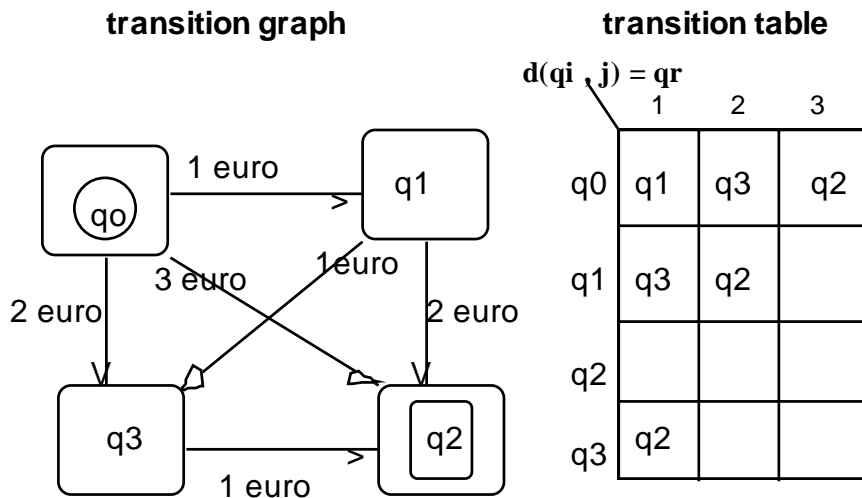 transition graph
transition table
d(qi , j) = qr
1 2 3
1 euro
q1
qo
q0 q1 q3 q2
1euro
3 euro
2 euro
2 euro
q1 q3 q2
q2
q3
q2
q3 q2
1 euro